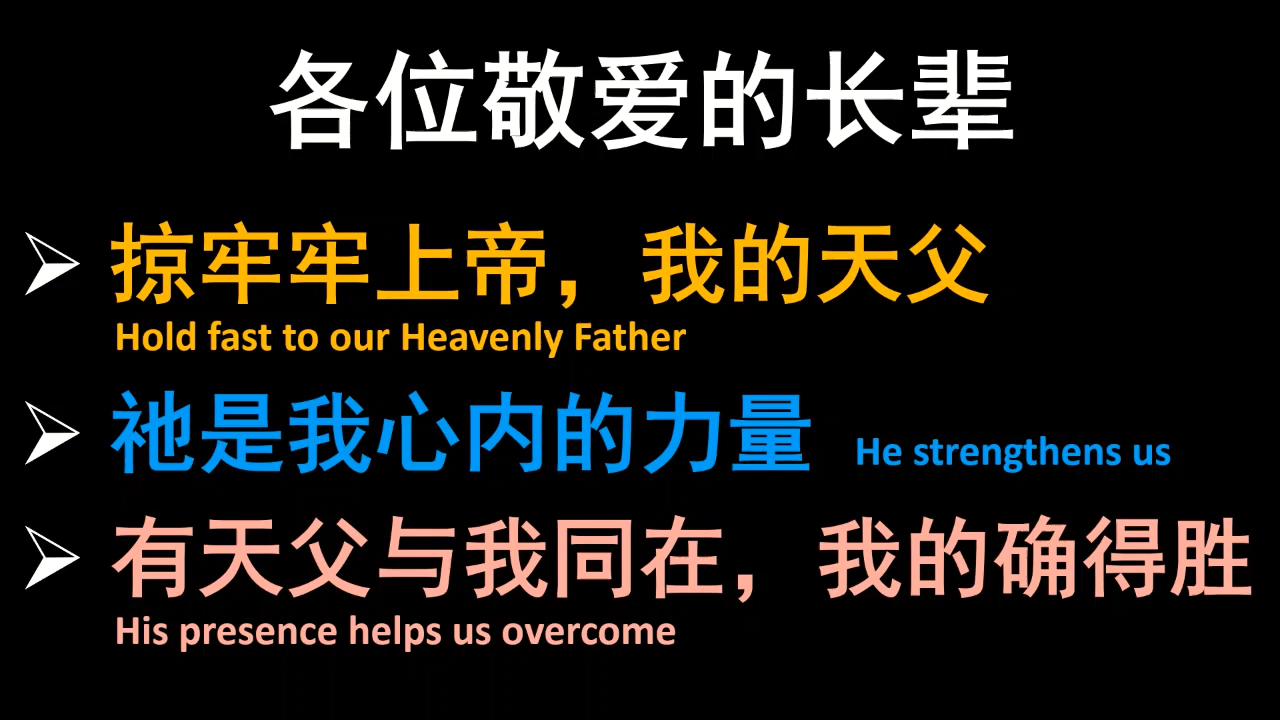 各位敬爱的长辈
掠牢牢上帝，我的天父
Hold fast to our Heavenly Father
祂是我心内的力量 He strengthens us
有天父与我同在，我的确得胜
His presence helps us overcome